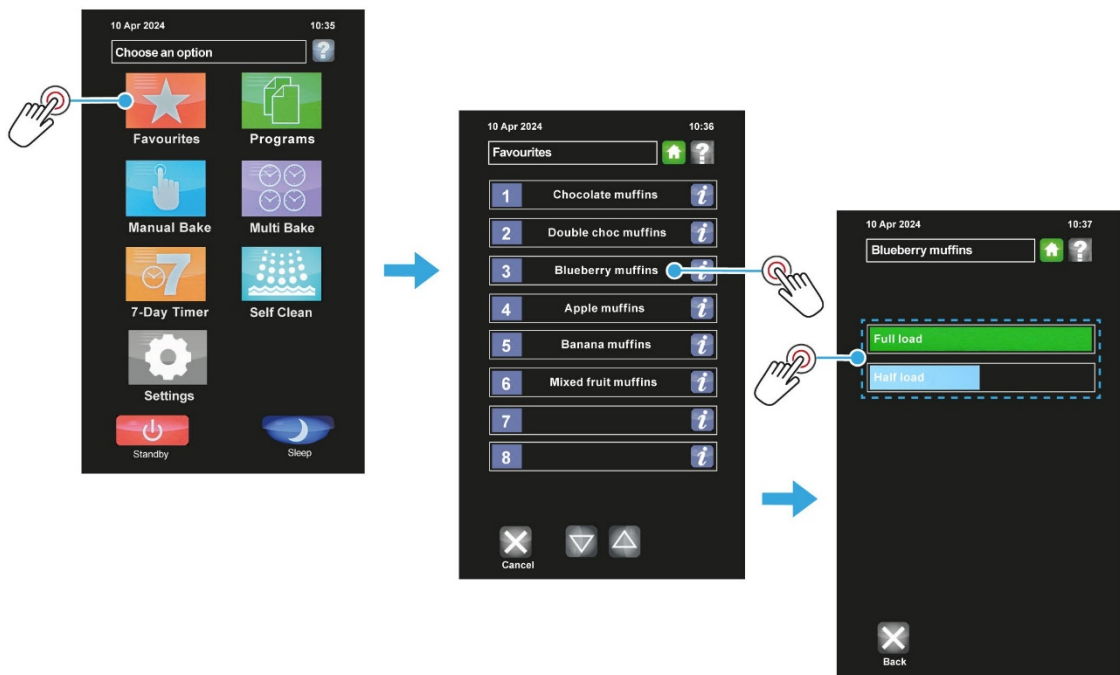 10 Apr 2024 10:35
Choose an option ?
Favourites Programs
Manual Bake Multi Bake
7
7-Day Timer Self Clean
Settings
Standby Sleep
10 Apr 2024 10:36
Favourites ?
1 Chocolate muffins i
2 Double choc muffins i
3 Blueberry muffins i
4 Apple muffins i
5 Banana muffins i
6 Mixed fruit muffins i
7 i
8 i
Cancel
10 Apr 2024 10:37
Blueberry muffins ?
Full load
Half load
Back